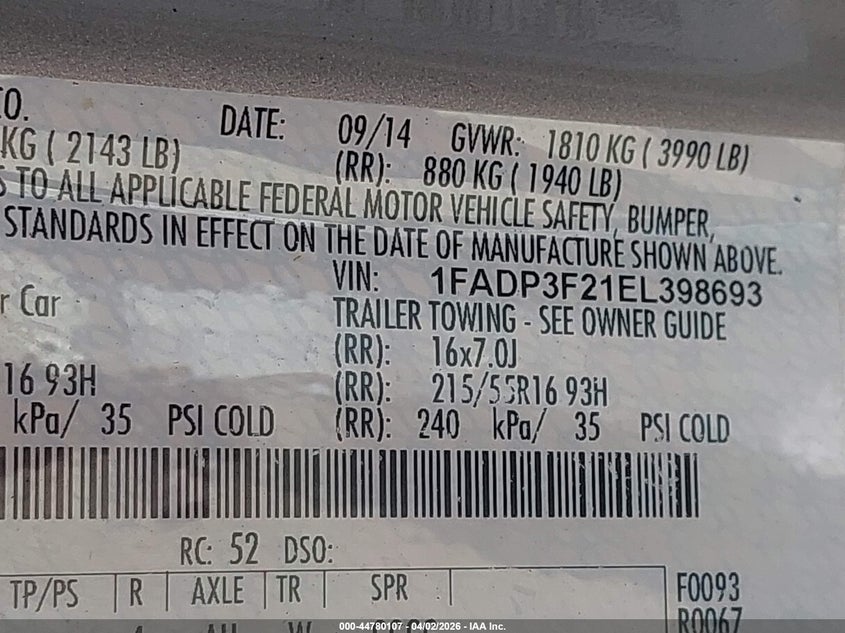 CO.
DATE: 09/14 GVWR: 1810 KG ( 3990 LB)
KG ( 2143 LB) (RR): 880 KG ( 1940 LB)
S TO ALL APPLICABLE FEDERAL MOTOR VEHICLE SAFETY, BUMPER,
STANDARDS IN EFFECT ON THE DATE OF MANUFACTURE SHOWN ABOVE.
VIN: 1FADP3F21EL398693
r Car TRAILER TOWING - SEE OWNER GUIDE
(RR): 16x7.0J
16 93H (RR): 215/55R16 93H
kPa/ 35 PSI COLD (RR): 240 kPa/ 35 PSI COLD
RC: 52 DSO:
TP/PS R AXLE TR SPR F0093
R0067
000-44780107 - 04/02/2026 - IAA Inc.